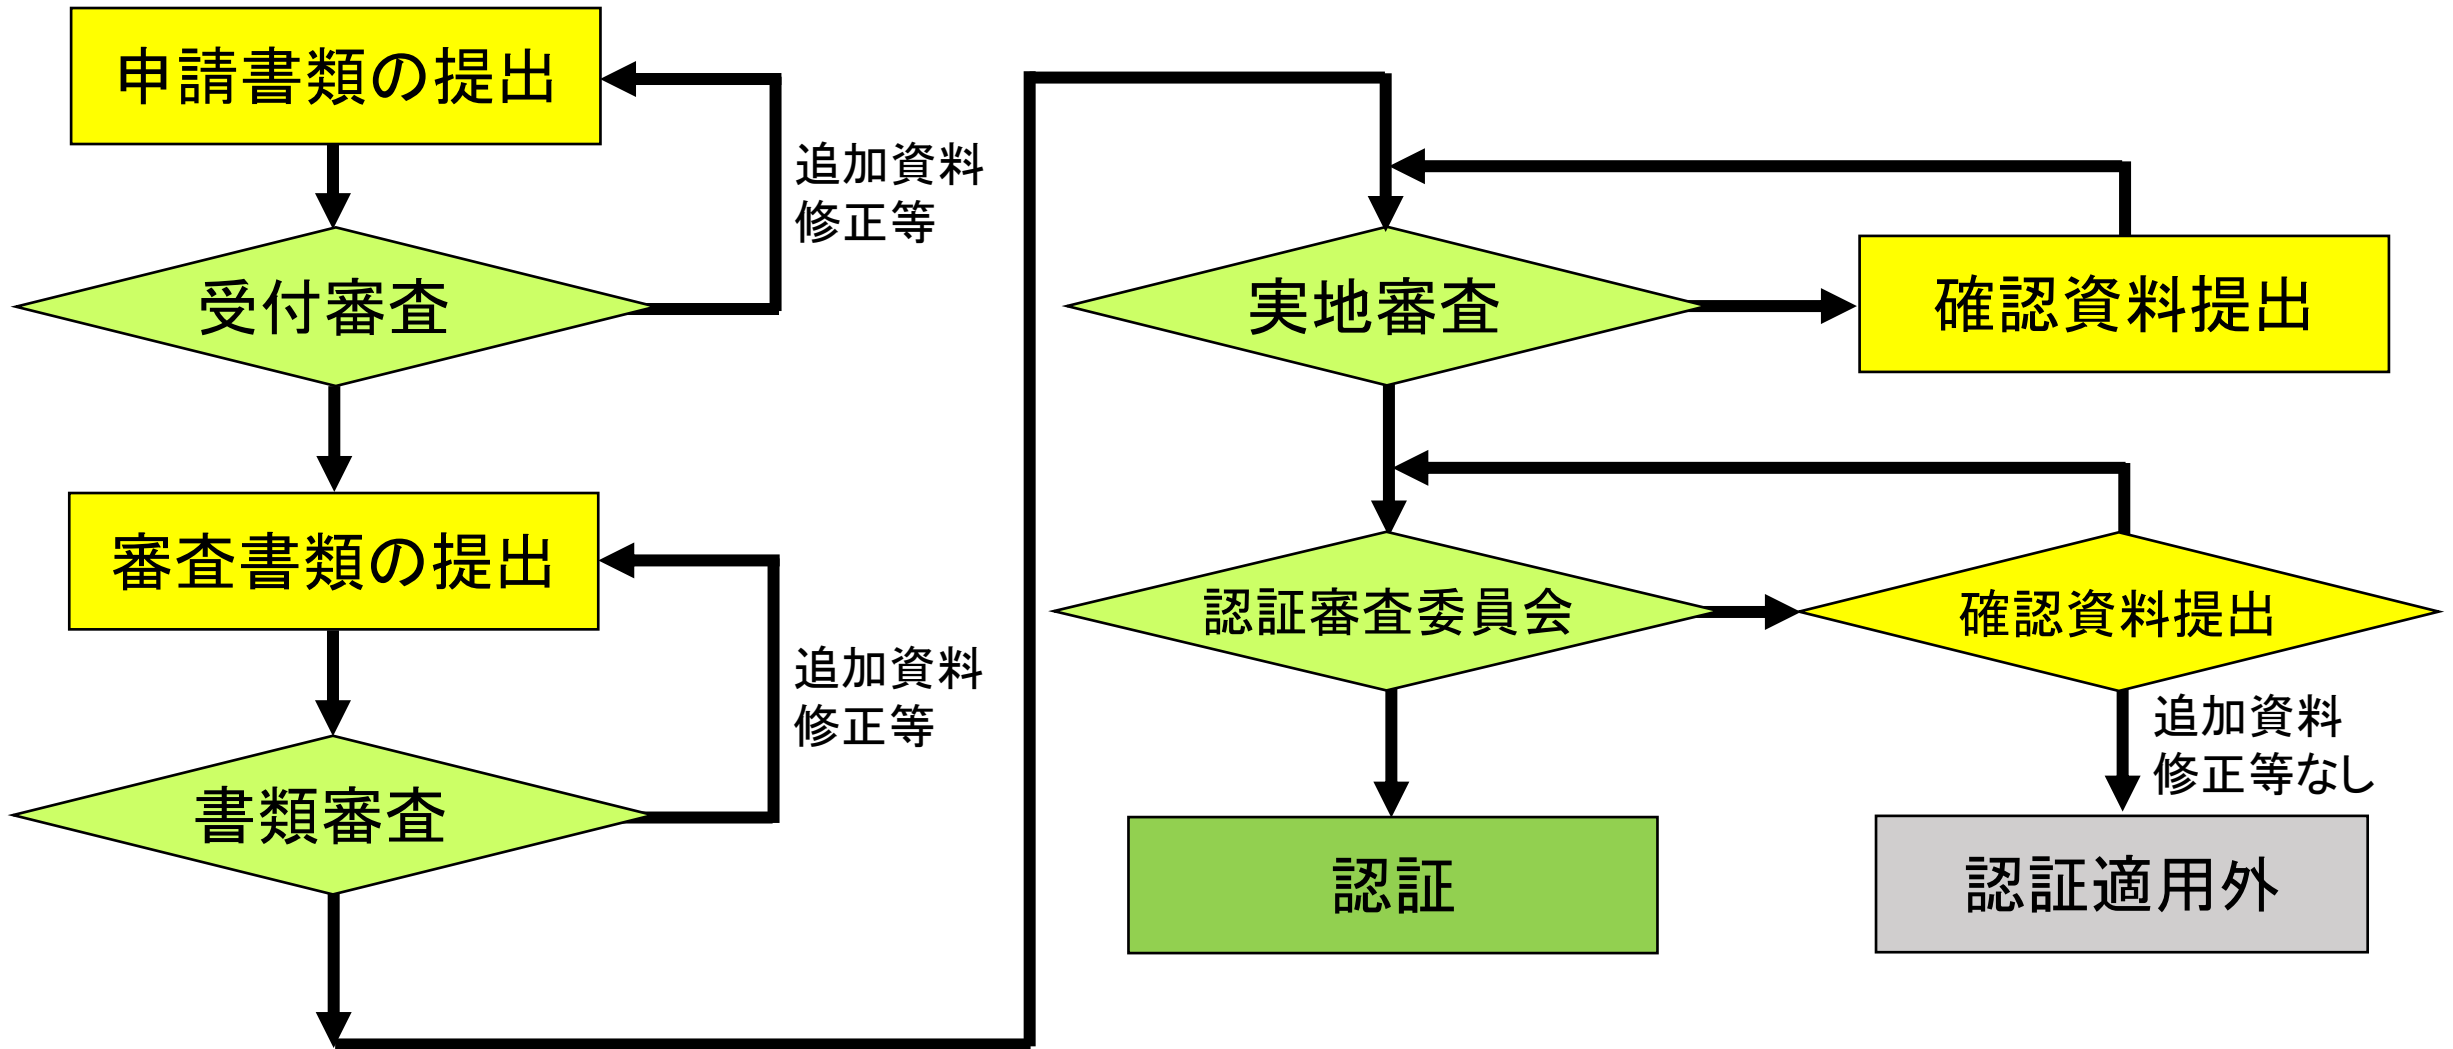 申請書類の提出
追加資料
修正等
受付審査
審査書類の提出
追加資料
修正等
書類審査
実地審査
確認資料提出
認証審査委員会
確認資料提出
追加資料
修正等なし
認証
認証適用外